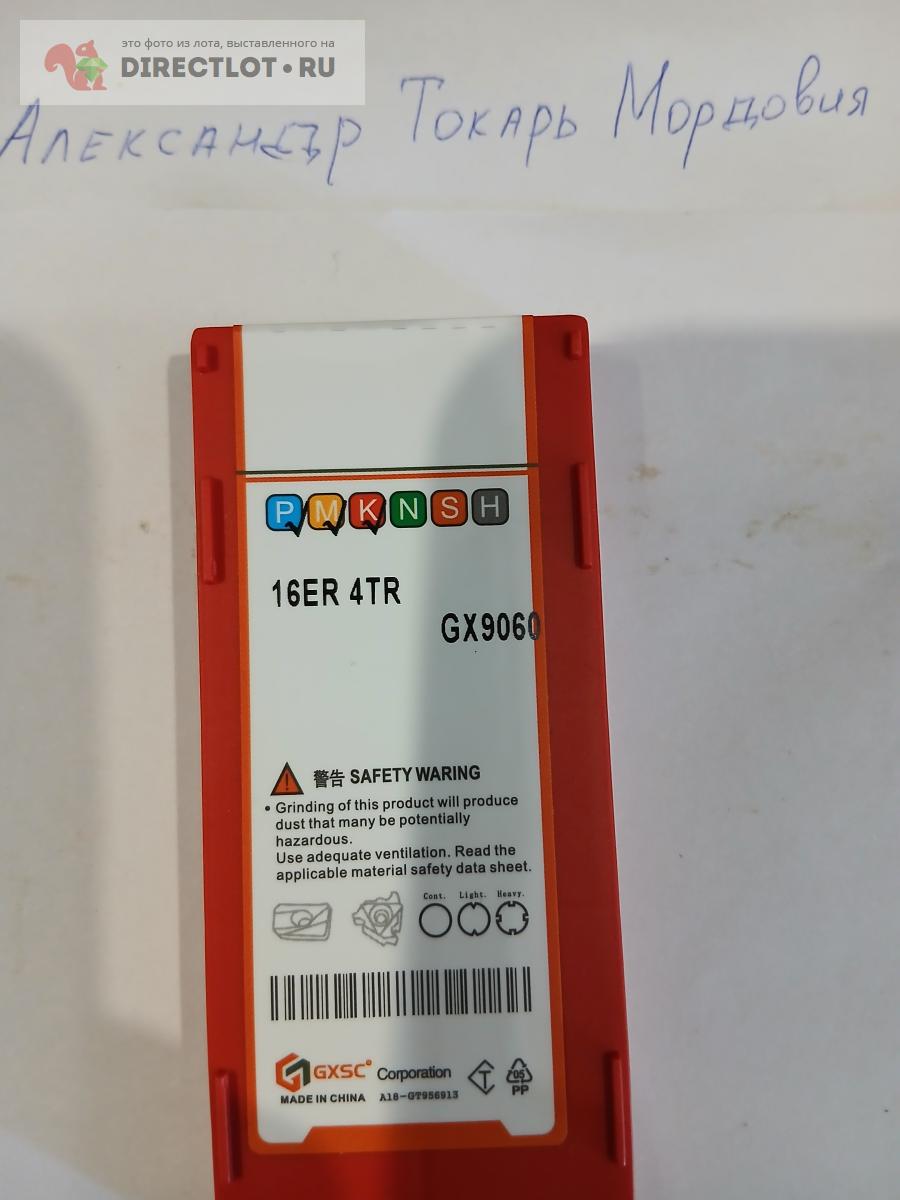 это фото из лота, выставленного на
DIRECTLOT.RU
Александър Токарь Мордовия
P M K N S H
16ER 4TR
GX9060
警告 SAFETY WARING
• Grinding of this product will produce
dust that many be potentially
hazardous.
Use adequate ventilation. Read the
applicable material safety data sheet.
Cont. Light. Heavy.
GXSC® Corporation
MADE IN CHINA A18-GT956913
T
05
PP